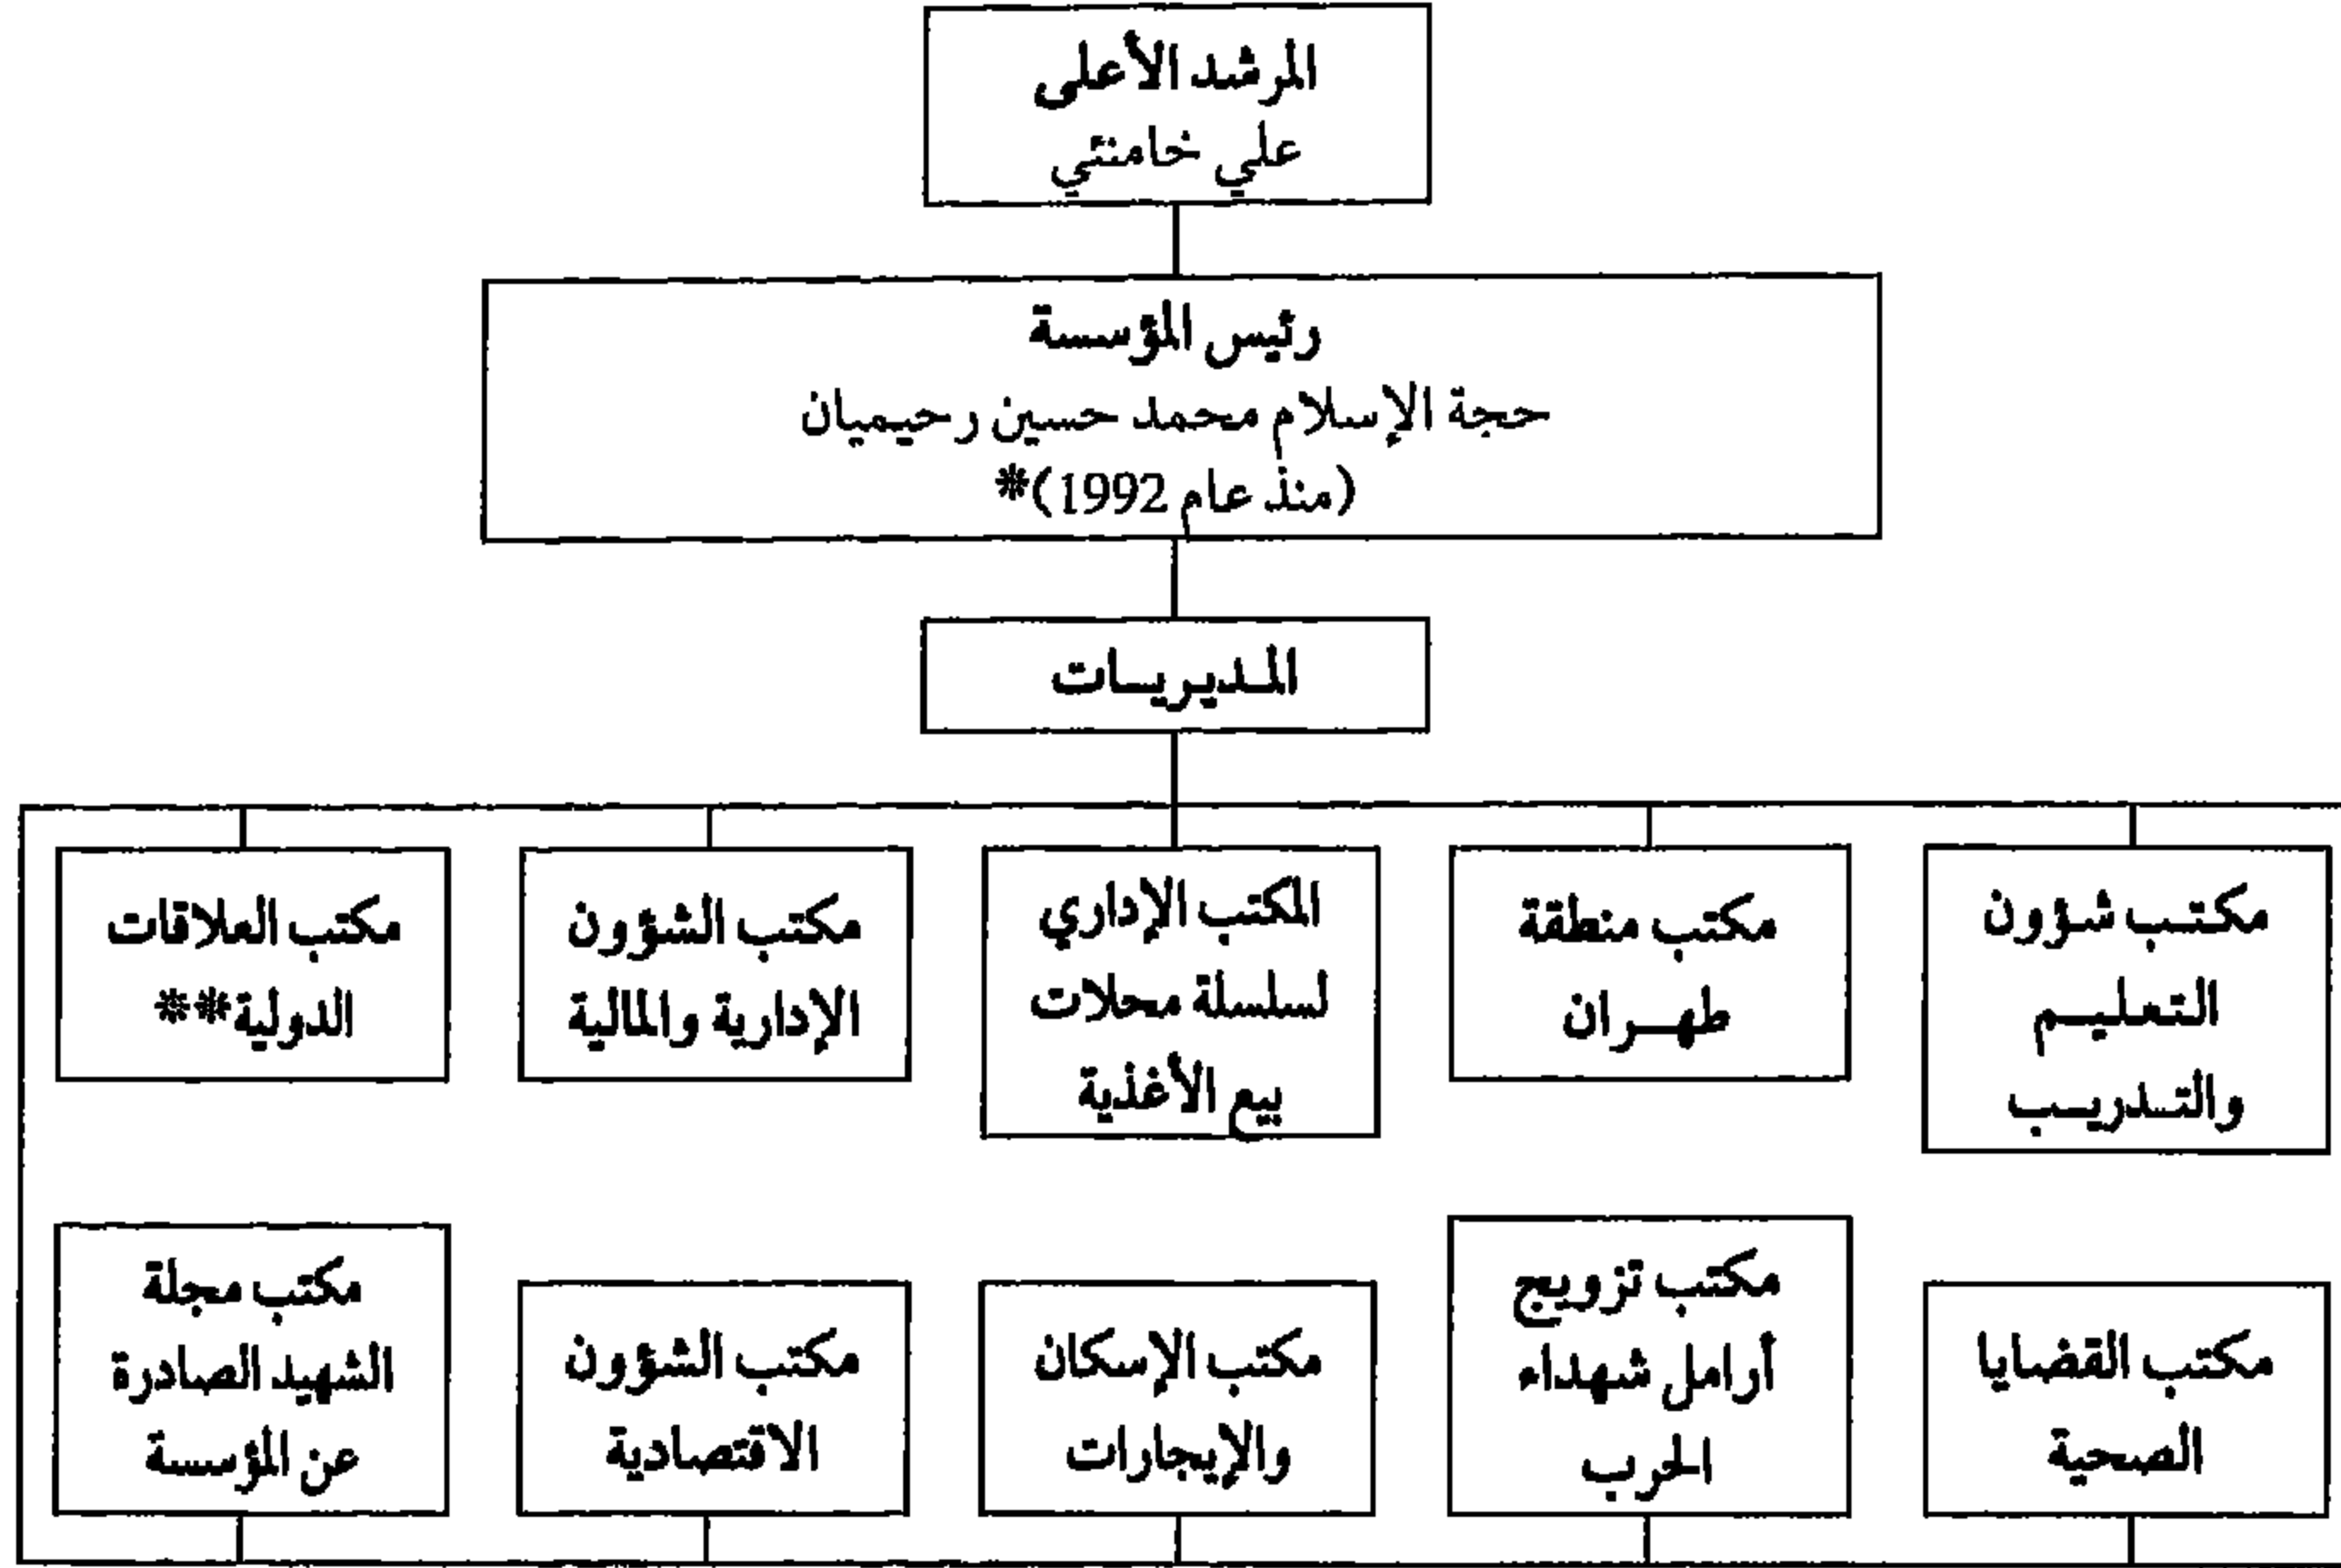 المرشد الأعلى
علي خامنئي
رئيس المؤسسة
حجة الإسلام محمد حسين رحيميان
(منذ عام 1992)*
المديريات
مكتب شؤون
التعليم
والتدريب
مكتب منطقة
طهران
المكتب الإداري
لسلسلة محلات
بيع الأغذية
مكتب الشؤون
الإدارية والمالية
مكتب العلاقات
الدولية**
مكتب القضايا
الصحية
مكتب تزويج
أرامل شهداء
الحرب
مكتب الإسكان
والإيجارات
مكتب الشؤون
الاقتصادية
مكتب مجلة
الشهيد الصادرة
عن المؤسسة